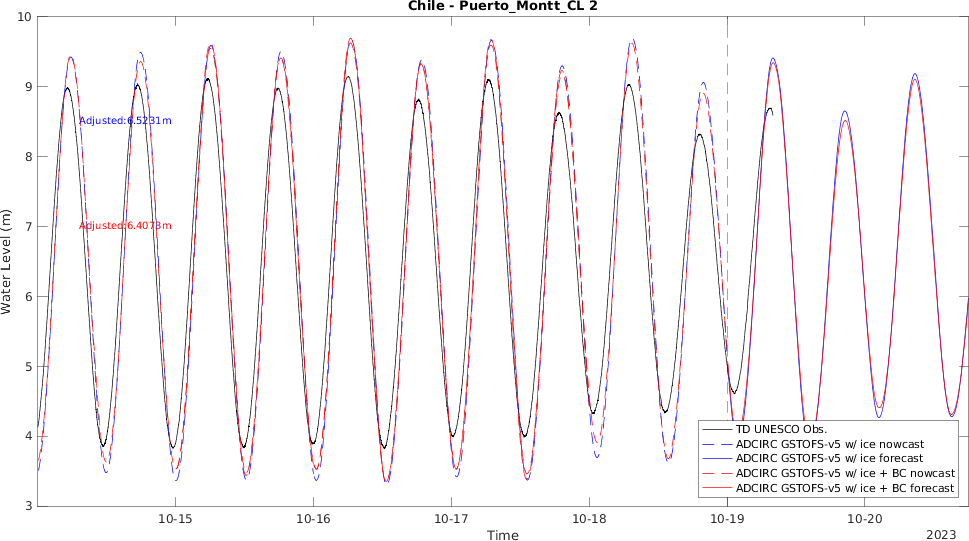 Chile - Puerto_Montt_CL 2
10
9
8
7
6
5
4
3
Water Level (m)
Adjusted:6.5231m
Adjusted:6.4073m
TD UNESCO Obs.
ADCIRC GSTOFS-v5 w/ ice nowcast
ADCIRC GSTOFS-v5 w/ ice forecast
ADCIRC GSTOFS-v5 w/ ice + BC nowcast
ADCIRC GSTOFS-v5 w/ ice + BC forecast
10-15 10-16 10-17 10-18 10-19 10-20
Time
2023